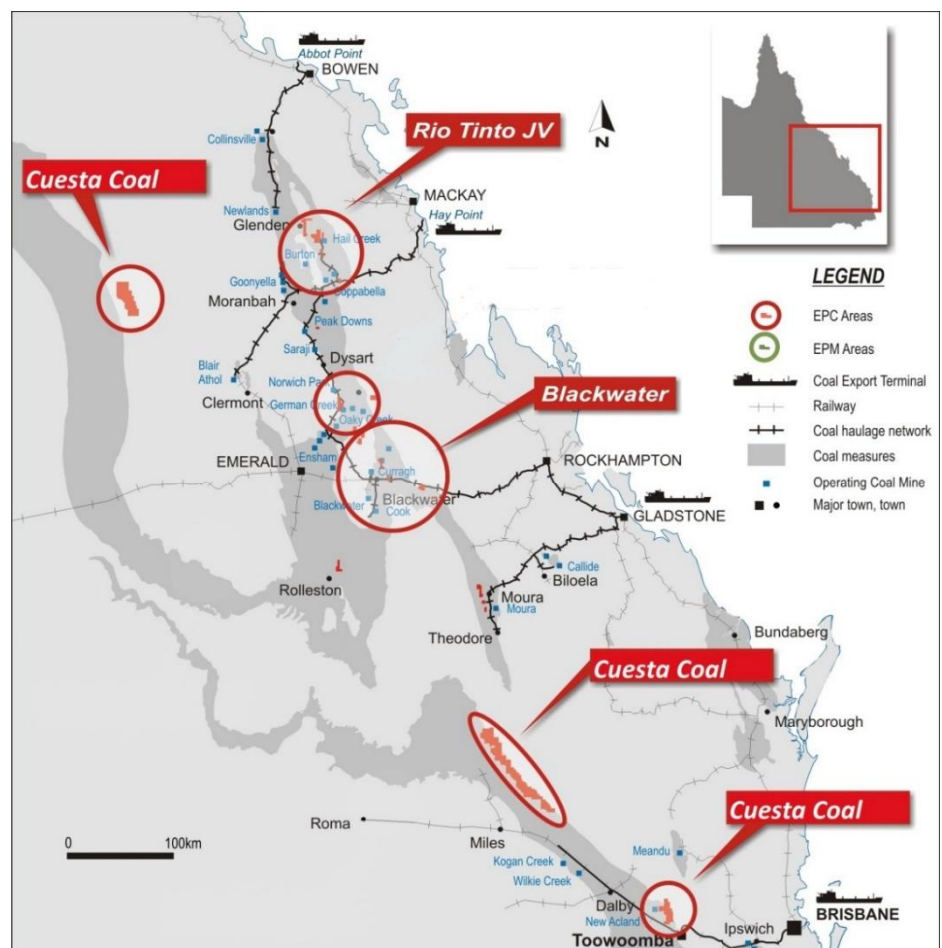 Abbot Point
BOWEN
Rio Tinto JV
N
Collinsville
Cuesta Coal
MACKAY
Newlands
Hay Point
Glenden
Hail Creek
Burton
LEGEND
Goonyella
Coppabella
Moranbah
EPC Areas
Peak Downs
EPM Areas
Saraji
Dysart
Blair
Athol
Coal Export Terminal
Norwich Park
Blackwater
Clermont
German Creek
Railway
Oaky Creek
Coal haulage network
Coal measures
Ensham
EMERALD
ROCKHAMPTON
Curragh
Operating Coal Mine
Blackwater
Blackwater
Major town, town
Cook
GLADSTONE
Callide
Rolleston
Biloela
Moura
Moura
Theodore
Bundaberg
Cuesta Coal
Maryborough
Cuesta Coal
Roma
0
100km
Miles
Meandu
Kogan Creek
Wilkie Creek
Dalby
New Acland
BRISBANE
Ipswich
Toowoomba